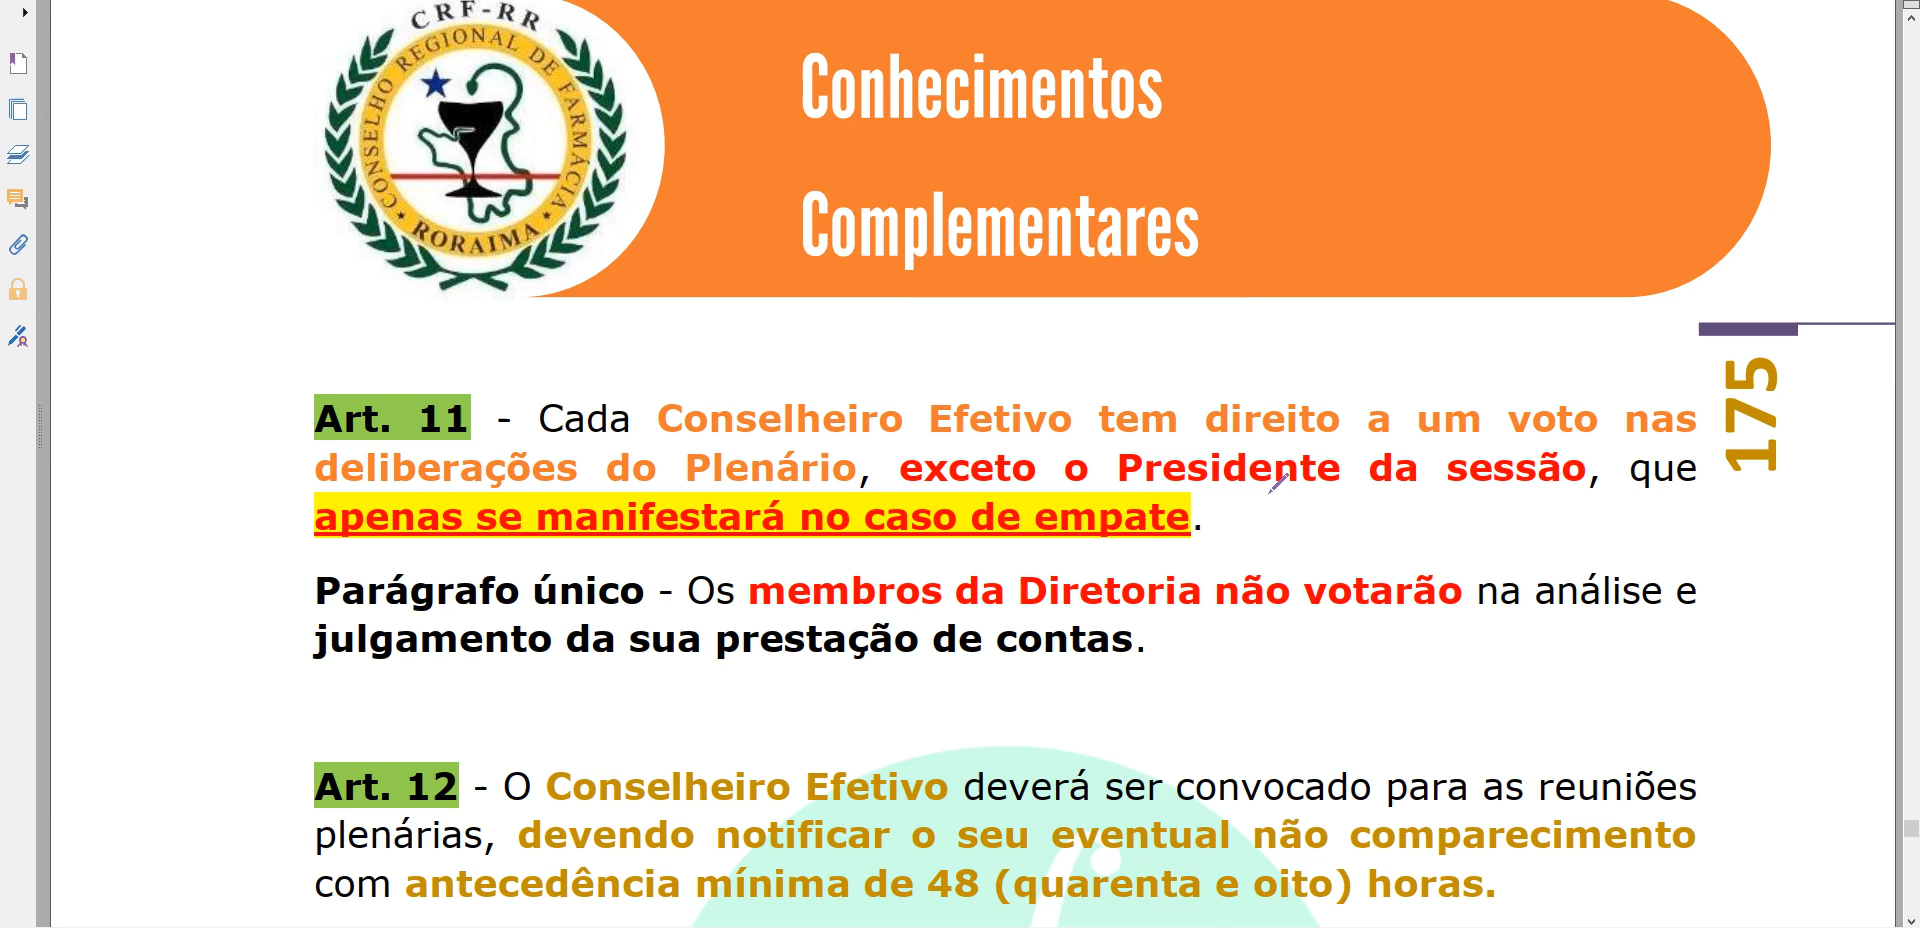 CRF-RR
CONSELHO REGIONAL DE FARMÁCIA
RORAIMA
Conhecimentos
Complementares
175
Art. 11 - Cada Conselheiro Efetivo tem direito a um voto nas
deliberações do Plenário, exceto o Presidente da sessão, que
apenas se manifestará no caso de empate.
Parágrafo único - Os membros da Diretoria não votarão na análise e
julgamento da sua prestação de contas.
Art. 12 - O Conselheiro Efetivo deverá ser convocado para as reuniões
plenárias, devendo notificar o seu eventual não comparecimento
com antecedência mínima de 48 (quarenta e oito) horas.